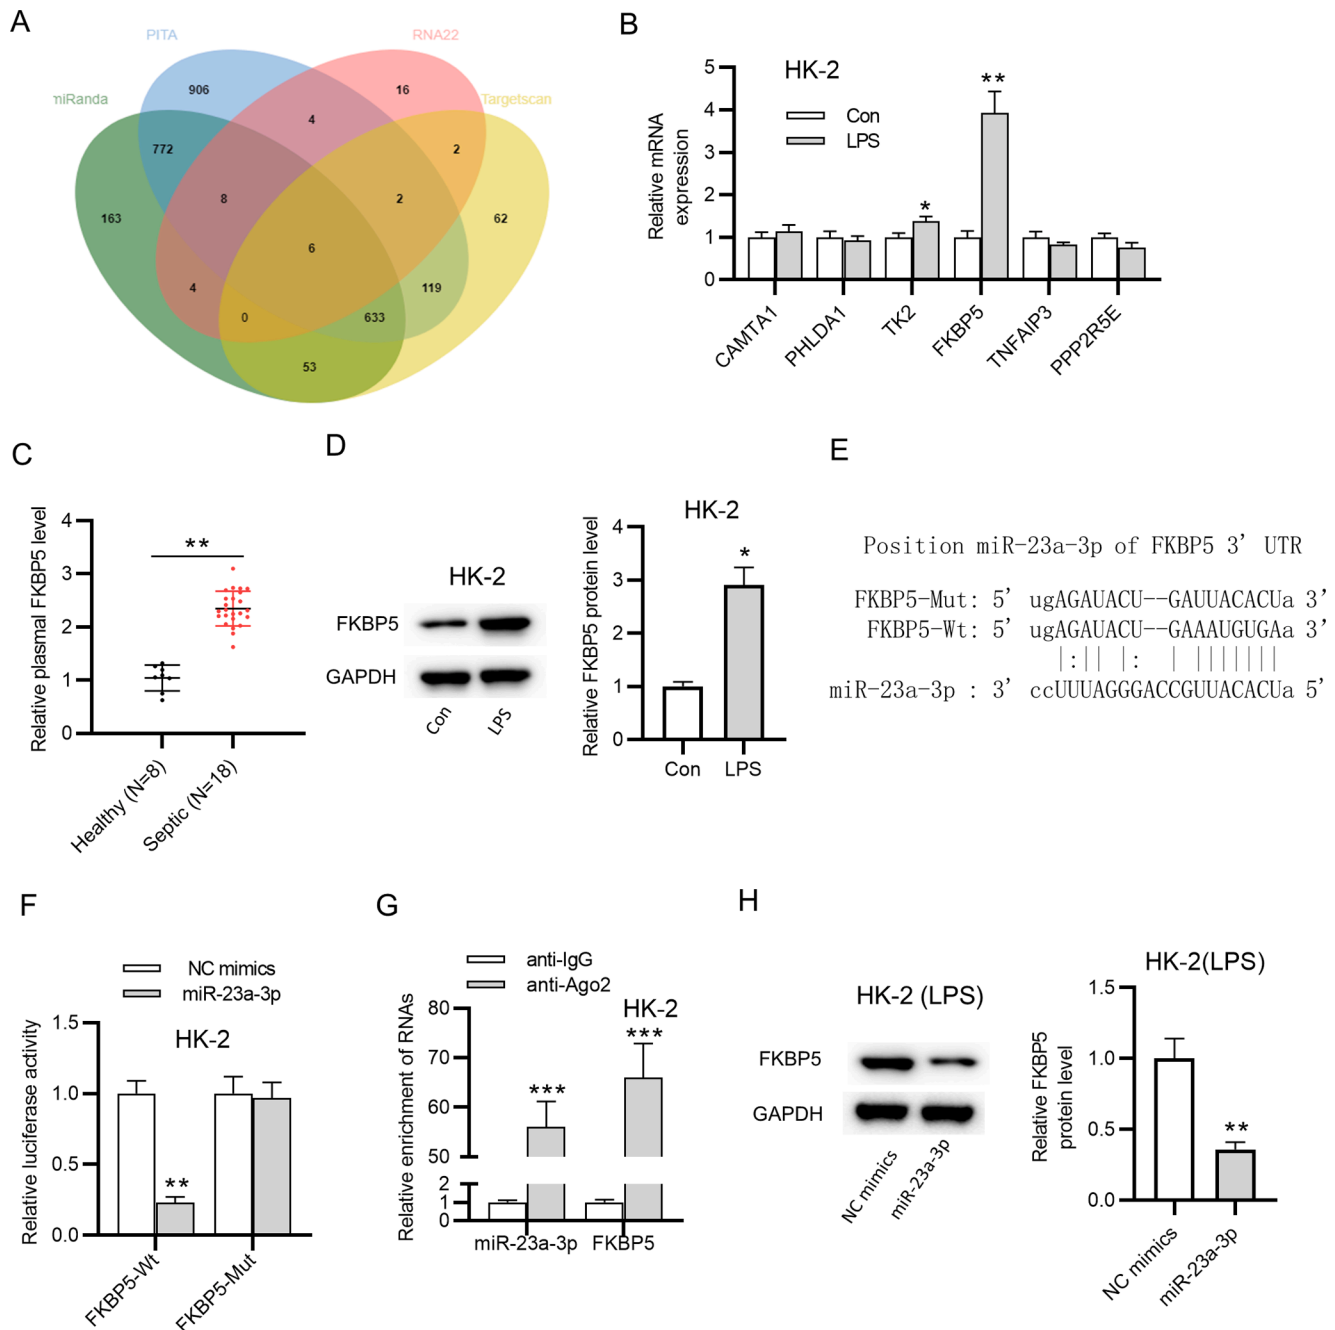 A
PITA
RNA22
miRanda
Targetscan
906
16
4
772
2
8
2
163
62
6
4
119
0
633
53
B
HK-2
Con
LPS
Relative mRNA
expression
5
4
3
2
1
0
*
**
CAMTA1
PHLDA1
TK2
FKBP5
TNFAIP3
PPP2R5E
C
Relative plasmal FKBP5 level
4
3
2
1
0
**
Healthy (N=8)
Septic (N=18)
D
HK-2
FKBP5
GAPDH
Con
LPS
HK-2
Relative FKBP5 protein level
4
3
2
1
0
*
Con
LPS
E
Position miR-23a-3p of FKBP5 3' UTR
FKBP5-Mut: 5' ugAGAUACU--GAUUACACUa 3'
FKBP5-Wt: 5' ugAGAUACU--GAAAUGUGAa 3'
|:|| |: | |||||||
miR-23a-3p : 3' ccUUUAGGGACCGUUACACUa 5'
F
NC mimics
miR-23a-3p
HK-2
Relative luciferase activity
1.5
1.0
0.5
0.0
**
FKBP5-Wt
FKBP5-Mut
G
anti-IgG
anti-Ago2
HK-2
Relative enrichment of RNAs
80
70
60
50
2
1
0
***
***
miR-23a-3p
FKBP5
H
HK-2 (LPS)
FKBP5
GAPDH
NC mimics
miR-23a-3p
HK-2(LPS)
Relative FKBP5
protein level
1.5
1.0
0.5
0.0
**
NC mimics
miR-23a-3p